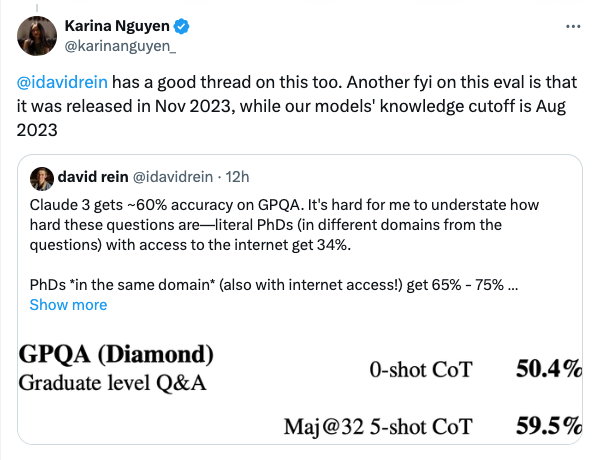 Karina Nguyen
@karinanguyen_
@idavidrein has a good thread on this too. Another fyi on this eval is that
it was released in Nov 2023, while our models' knowledge cutoff is Aug
2023
david rein @idavidrein · 12h
Claude 3 gets ~60% accuracy on GPQA. It's hard for me to understate how
hard these questions are—literal PhDs (in different domains from the
questions) with access to the internet get 34%.
PhDs *in the same domain* (also with internet access!) get 65% - 75% ...
Show more
GPQA (Diamond)
Graduate level Q&A
0-shot CoT 50.4%
Maj@32 5-shot CoT 59.5%